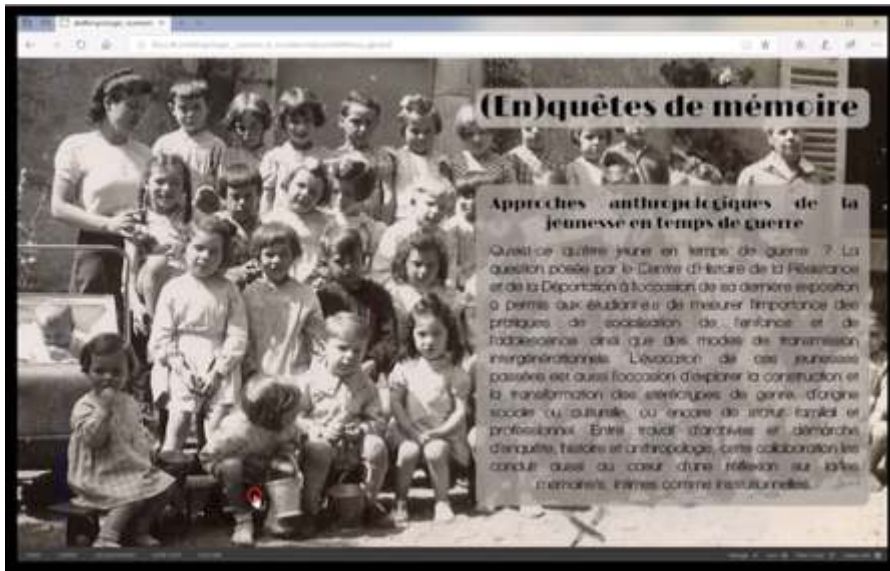 (En)quêtes de mémoire
Approches anthropologiques de la
jeunesse en temps de guerre
Qu'est-ce qu'être jeune en temps de guerre ? La
question posée par le Centre d'Histoire de la Résistance
et de la Déportation à l'occasion de sa dernière exposition
a permis aux étudiant·e·s de mesurer l'importance des
pratiques de socialisation de l'enfance et de
l'adolescence ainsi que des modes de transmission
intergénérationnels. L'évocation de ces jeunesses
passées est aussi l'occasion d'explorer la construction et
la transformation des stéréotypes de genre, d'origine
sociale ou culturelle, ou encore de statut familial et
professionnel. Entre travail d'archives et démarche
d'enquête, histoire et anthropologie, cette collaboration les
conduit aussi au cœur d'une réflexion sur la/les
mémoire/s, intimes comme institutionnelles.